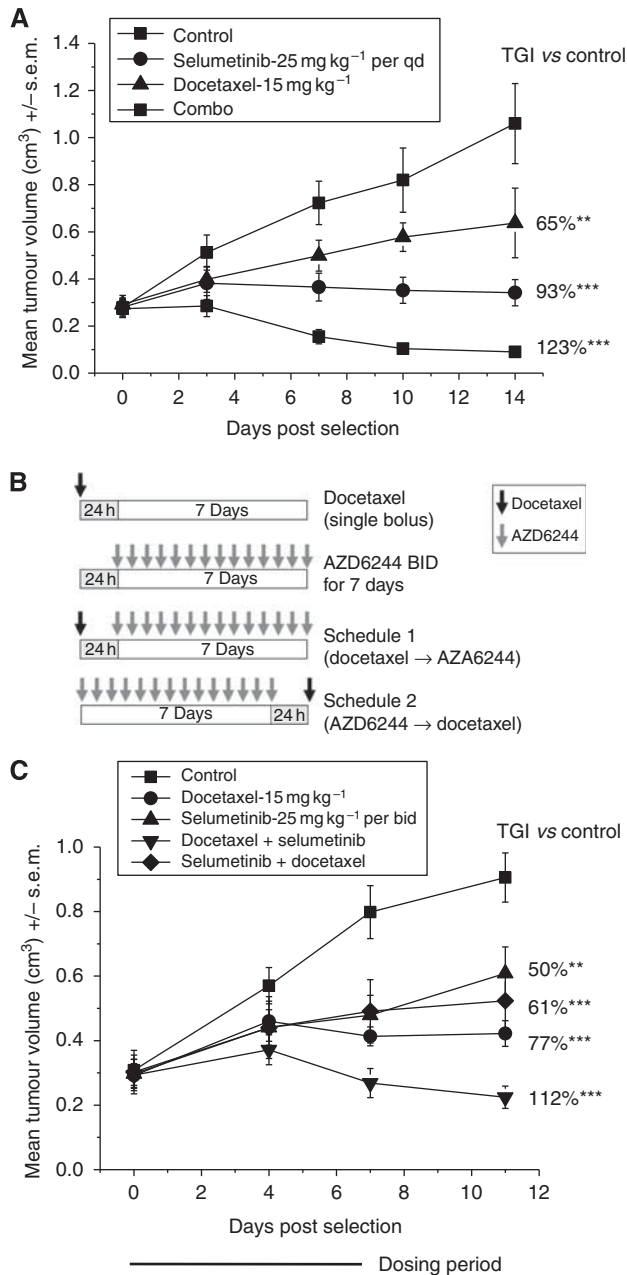 A
Control
Selumetinib-25 mg kg⁻¹ per qd
Docetaxel-15 mg kg⁻¹
Combo
TGI vs control
Mean tumour volume (cm³) +/– s.e.m.
1.4
1.2
1.0
0.8
0.6
0.4
0.2
0.0
65%**
93%***
123%***
0 2 4 6 8 10 12 14
Days post selection
B
24 h 7 Days
Docetaxel
(single bolus)
Docetaxel
AZD6244
24 h 7 Days
AZD6244 BID
for 7 days
24 h 7 Days
Schedule 1
(docetaxel → AZA6244)
7 Days 24 h
Schedule 2
(AZD6244 → docetaxel)
C
Control
Docetaxel-15 mg kg⁻¹
Selumetinib-25 mg kg⁻¹ per bid
Docetaxel + selumetinib
Selumetinib + docetaxel
TGI vs control
Mean tumour volume (cm³) +/– s.e.m.
1.0
0.8
0.6
0.4
0.2
0.0
50%**
61%***
77%***
112%***
0 2 4 6 8 10 12
Days post selection
Dosing period